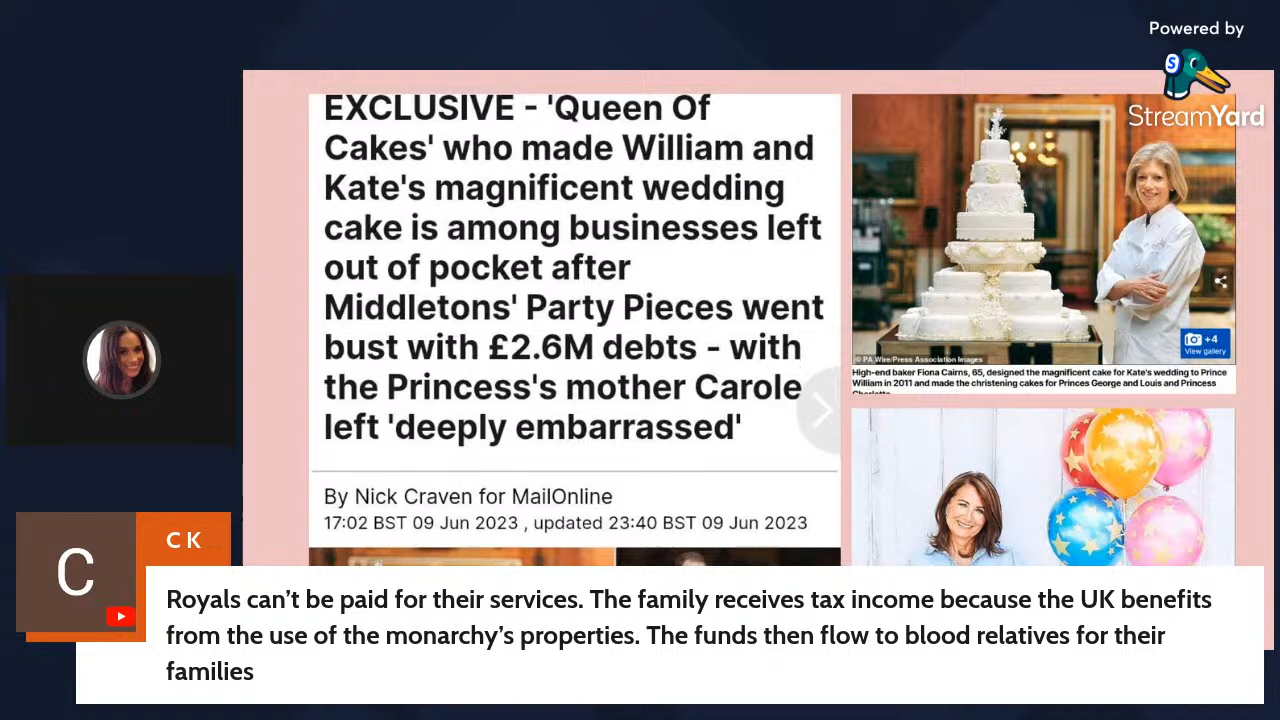 Powered by
StreamYard
EXCLUSIVE - 'Queen Of
Cakes' who made William and
Kate's magnificent wedding
cake is among businesses left
out of pocket after
Middletons' Party Pieces went
bust with £2.6M debts - with
the Princess's mother Carole
left 'deeply embarrassed'
By Nick Craven for MailOnline
17:02 BST 09 Jun 2023 , updated 23:40 BST 09 Jun 2023
© PA Wire/Press Association Images
+4
View gallery
High-end baker Fiona Cairns, 65, designed the magnificent cake for Kate's wedding to Prince
William in 2011 and made the christening cakes for Princes George and Louis and Princess
Charlotte
C
C K
Royals can’t be paid for their services. The family receives tax income because the UK benefits
from the use of the monarchy’s properties. The funds then flow to blood relatives for their
families